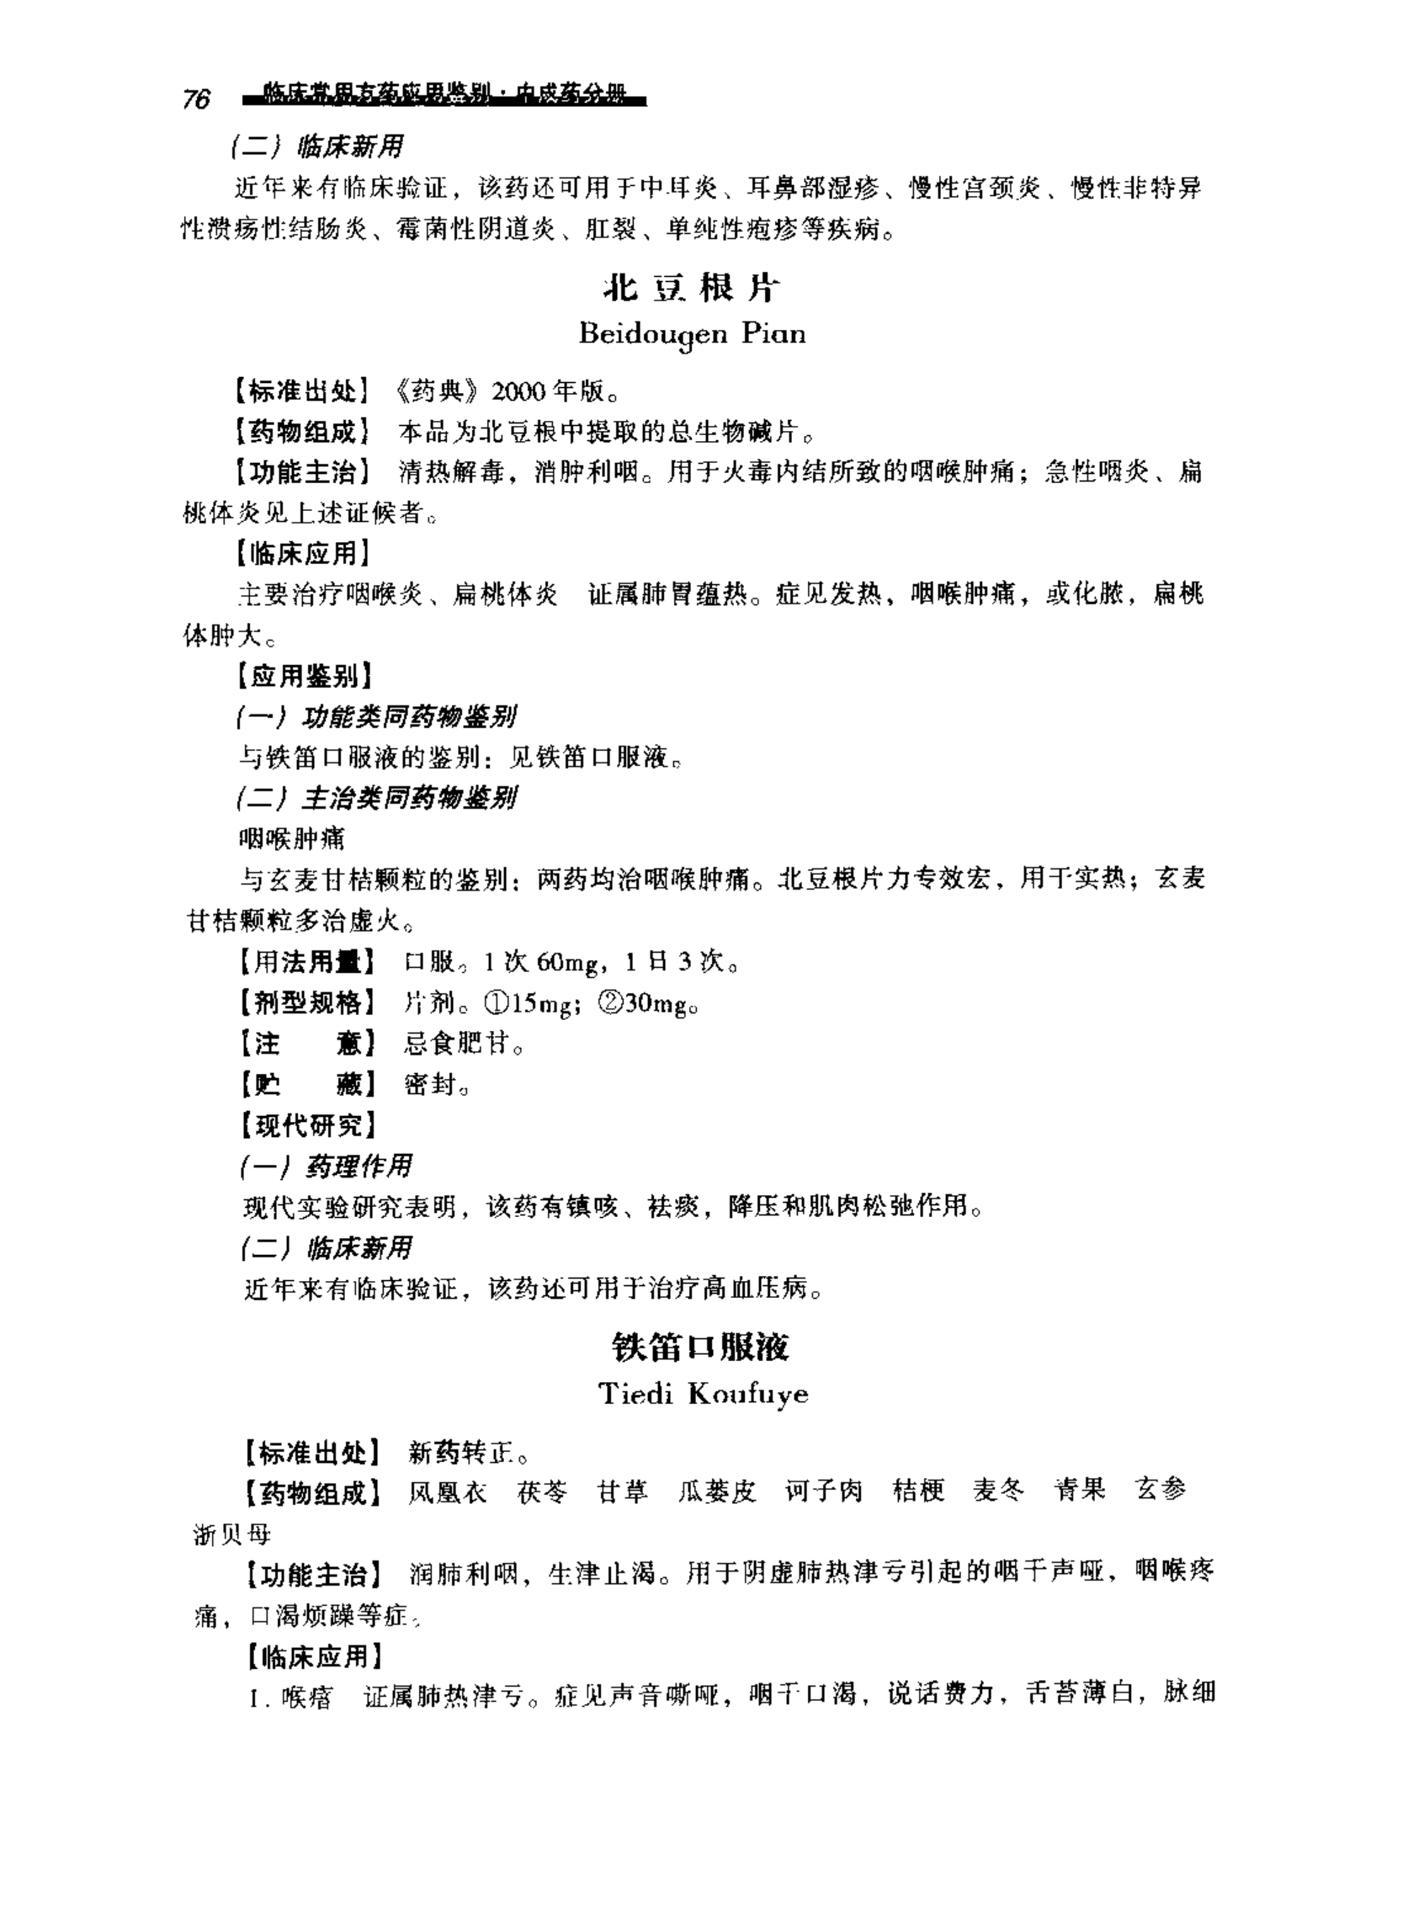 76 临床常用方药应用鉴别·中成药分册
(二) 临床新用
近年来有临床验证，该药还可用于中耳炎、耳鼻部湿疹、慢性宫颈炎、慢性非特异
性溃疡性结肠炎、霉菌性阴道炎、肛裂、单纯性疱疹等疾病。
北豆根片
Beidougen Pian
【标准出处】 《药典》2000年版。
【药物组成】 本品为北豆根中提取的总生物碱片。
【功能主治】 清热解毒，消肿利咽。用于火毒内结所致的咽喉肿痛；急性咽炎、扁
桃体炎见上述证候者。
【临床应用】
主要治疗咽喉炎、扁桃体炎 证属肺胃蕴热。症见发热，咽喉肿痛，或化脓，扁桃
体肿大。
【应用鉴别】
(一) 功能类同药物鉴别
与铁笛口服液的鉴别：见铁笛口服液。
(二) 主治类同药物鉴别
咽喉肿痛
与玄麦甘桔颗粒的鉴别：两药均治咽喉肿痛。北豆根片力专效宏，用于实热；玄麦
甘桔颗粒多治虚火。
【用法用量】 口服。1次60mg，1日3次。
【剂型规格】 片剂。①15mg；②30mg。
【注 意】 忌食肥甘。
【贮 藏】 密封。
【现代研究】
(一) 药理作用
现代实验研究表明，该药有镇咳、祛痰，降压和肌肉松弛作用。
(二) 临床新用
近年来有临床验证，该药还可用于治疗高血压病。
铁笛口服液
Tiedi Koufuye
【标准出处】 新药转正。
【药物组成】 凤凰衣 茯苓 甘草 瓜蒌皮 诃子肉 桔梗 麦冬 青果 玄参
浙贝母
【功能主治】 润肺利咽，生津止渴。用于阴虚肺热津亏引起的咽干声哑，咽喉疼
痛，口渴烦躁等症。
【临床应用】
1. 喉瘖 证属肺热津亏。症见声音嘶哑，咽干口渴，说话费力，舌苔薄白，脉细